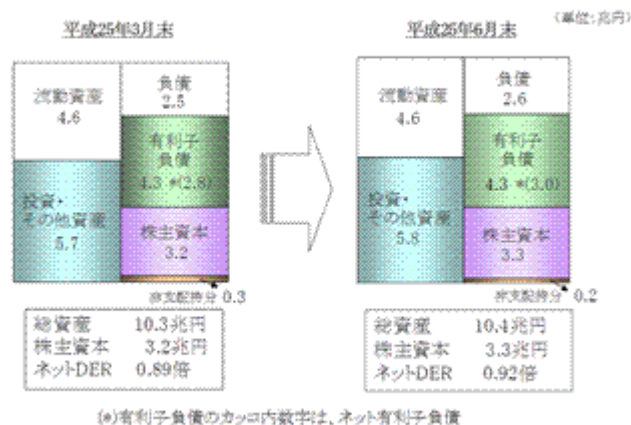 (単位:兆円)
平成25年3月末
平成25年6月末
流動資産
4.6
負債
2.5
有利子
負債
4.3 *(2.8)
投資・
その他資産
5.7
株主資本
3.2
非支配持分 0.3
流動資産
4.6
負債
2.6
有利子
負債
4.3 *(3.0)
投資・
その他資産
5.8
株主資本
3.3
非支配持分 0.2
総資産 10.3兆円
株主資本 3.2兆円
ネットDER 0.89倍
総資産 10.4兆円
株主資本 3.3兆円
ネットDER 0.92倍
(*)有利子負債のカッコ内数字は、ネット有利子負債